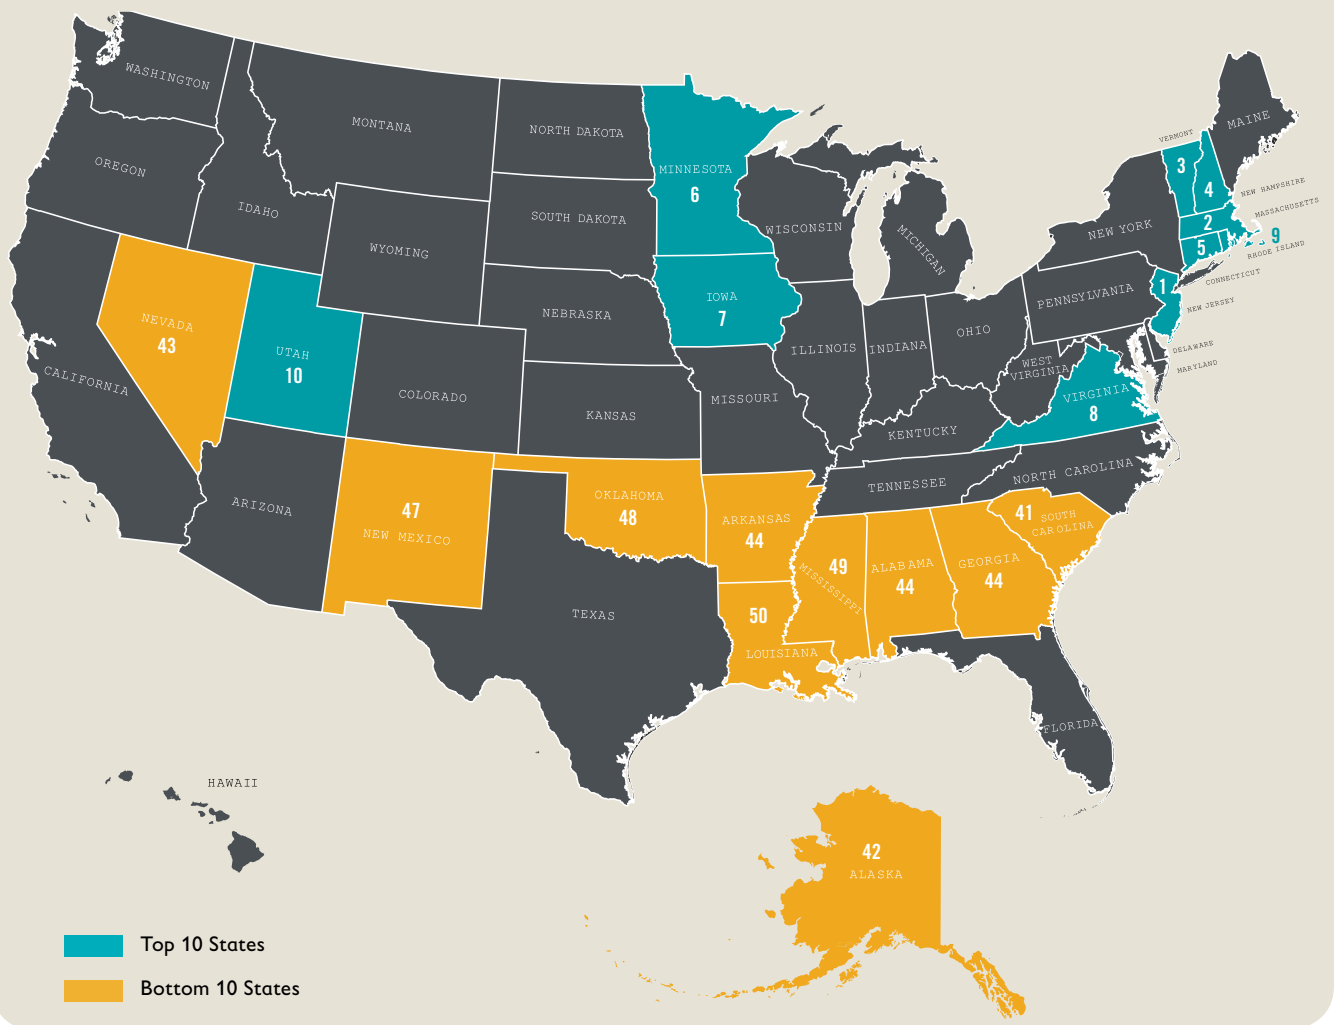 WASHINGTON
OREGON
IDAHO
MONTANA
NORTH DAKOTA
MINNESOTA
6
SOUTH DAKOTA
WYOMING
WISCONSIN
MICHIGAN
NEW YORK
VERMONT
3
4
MAINE
NEW HAMPSHIRE
MASSACHUSETTS
2
9
5
RHODE ISLAND
CONNECTICUT
1
NEW JERSEY
PENNSYLVANIA
NEVADA
43
UTAH
10
CALIFORNIA
COLORADO
NEBRASKA
IOWA
7
ILLINOIS
INDIANA
OHIO
WEST
VIRGINIA
DELAWARE
MARYLAND
VIRGINIA
8
KANSAS
MISSOURI
KENTUCKY
ARIZONA
47
NEW MEXICO
OKLAHOMA
48
ARKANSAS
44
TENNESSEE
NORTH CAROLINA
41
SOUTH
CAROLINA
49
MISSISSIPPI
ALABAMA
44
GEORGIA
44
TEXAS
50
LOUISIANA
FLORIDA
HAWAII
42
ALASKA
Top 10 States
Bottom 10 States